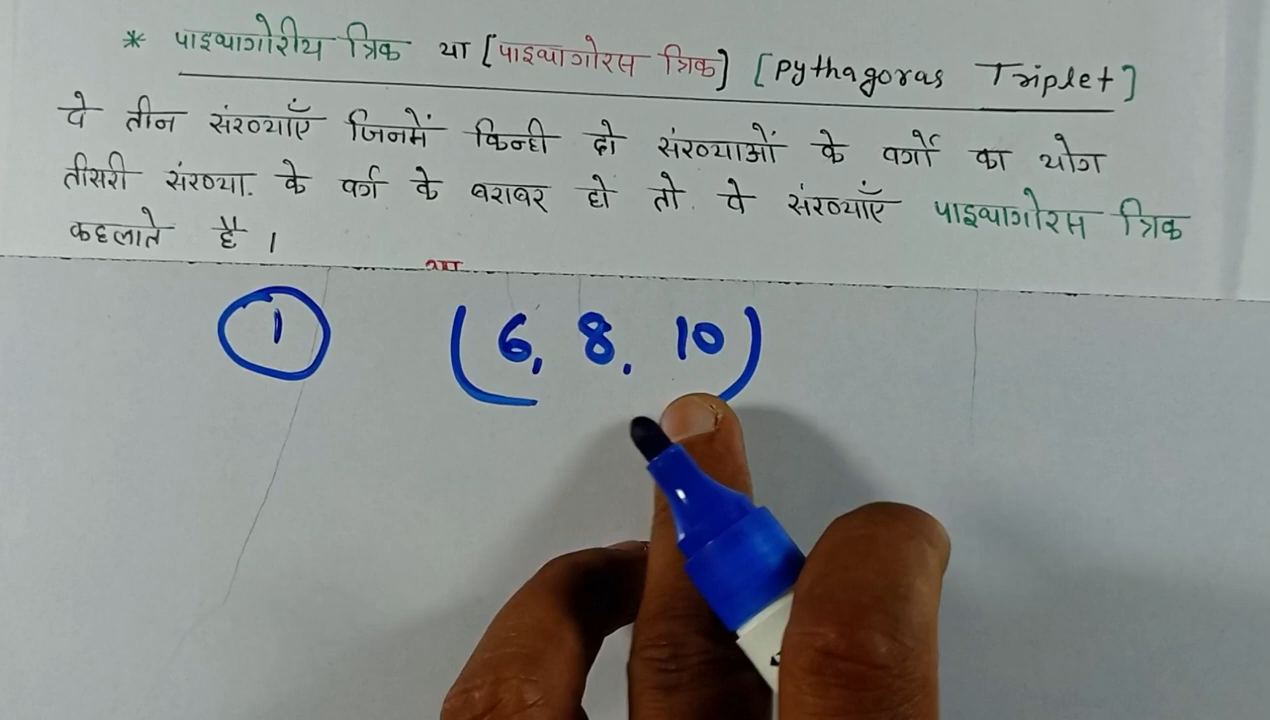 * पाइथागोरीय त्रिक या [पाइथागोरस त्रिक] [Pythagoras Triplet]
वे तीन संख्याएँ जिनमें किन्ही दो संख्याओं के वर्गों का योग
तीसरी संख्या. के वर्ग के बराबर हो तो वे संख्याएँ पाइथागोरस त्रिक
कहलाते है ।
1 (6, 8, 10)